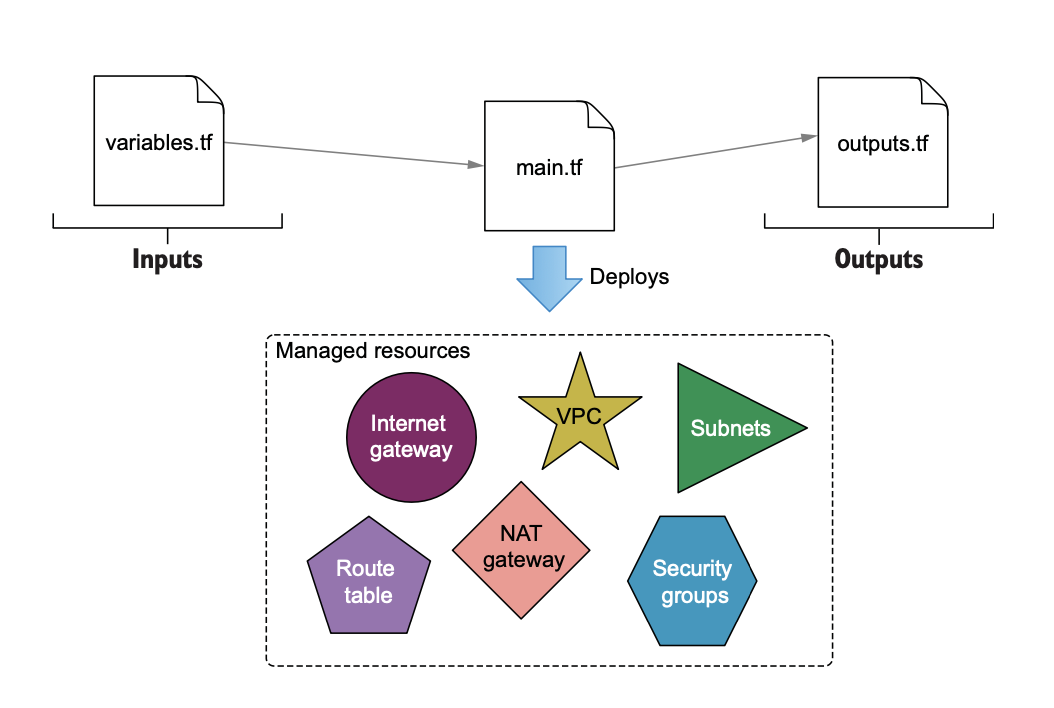 variables.tf
main.tf
outputs.tf
Inputs
Outputs
Deploys
Managed resources
Internet
gateway
VPC
Subnets
Route
table
NAT
gateway
Security
groups